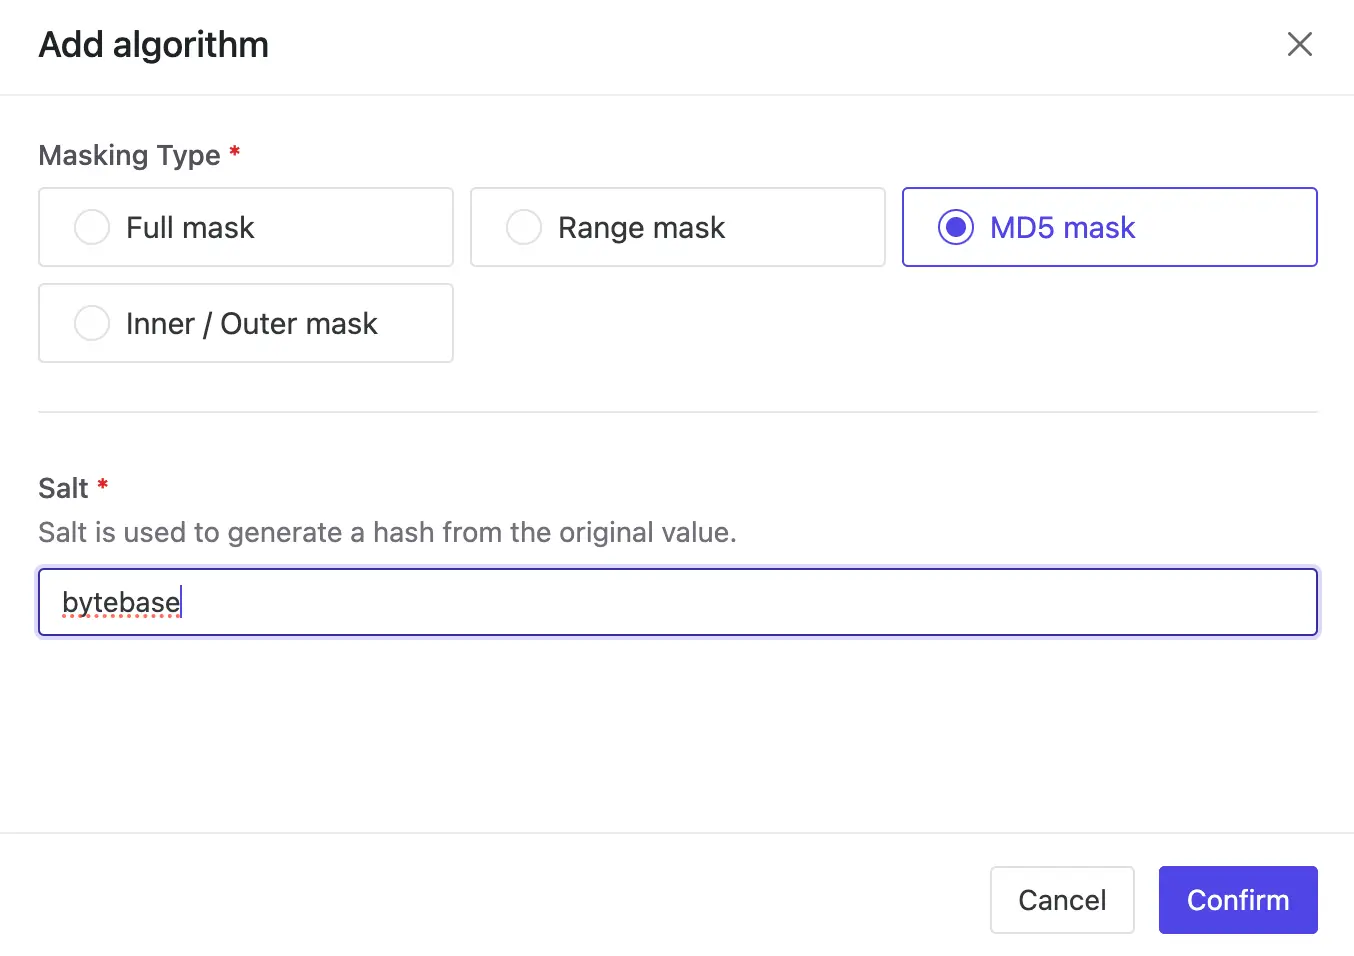 Add algorithm
Masking Type *
Full mask
Range mask
MD5 mask
Inner / Outer mask
Salt *
Salt is used to generate a hash from the original value.
bytebase
Cancel
Confirm